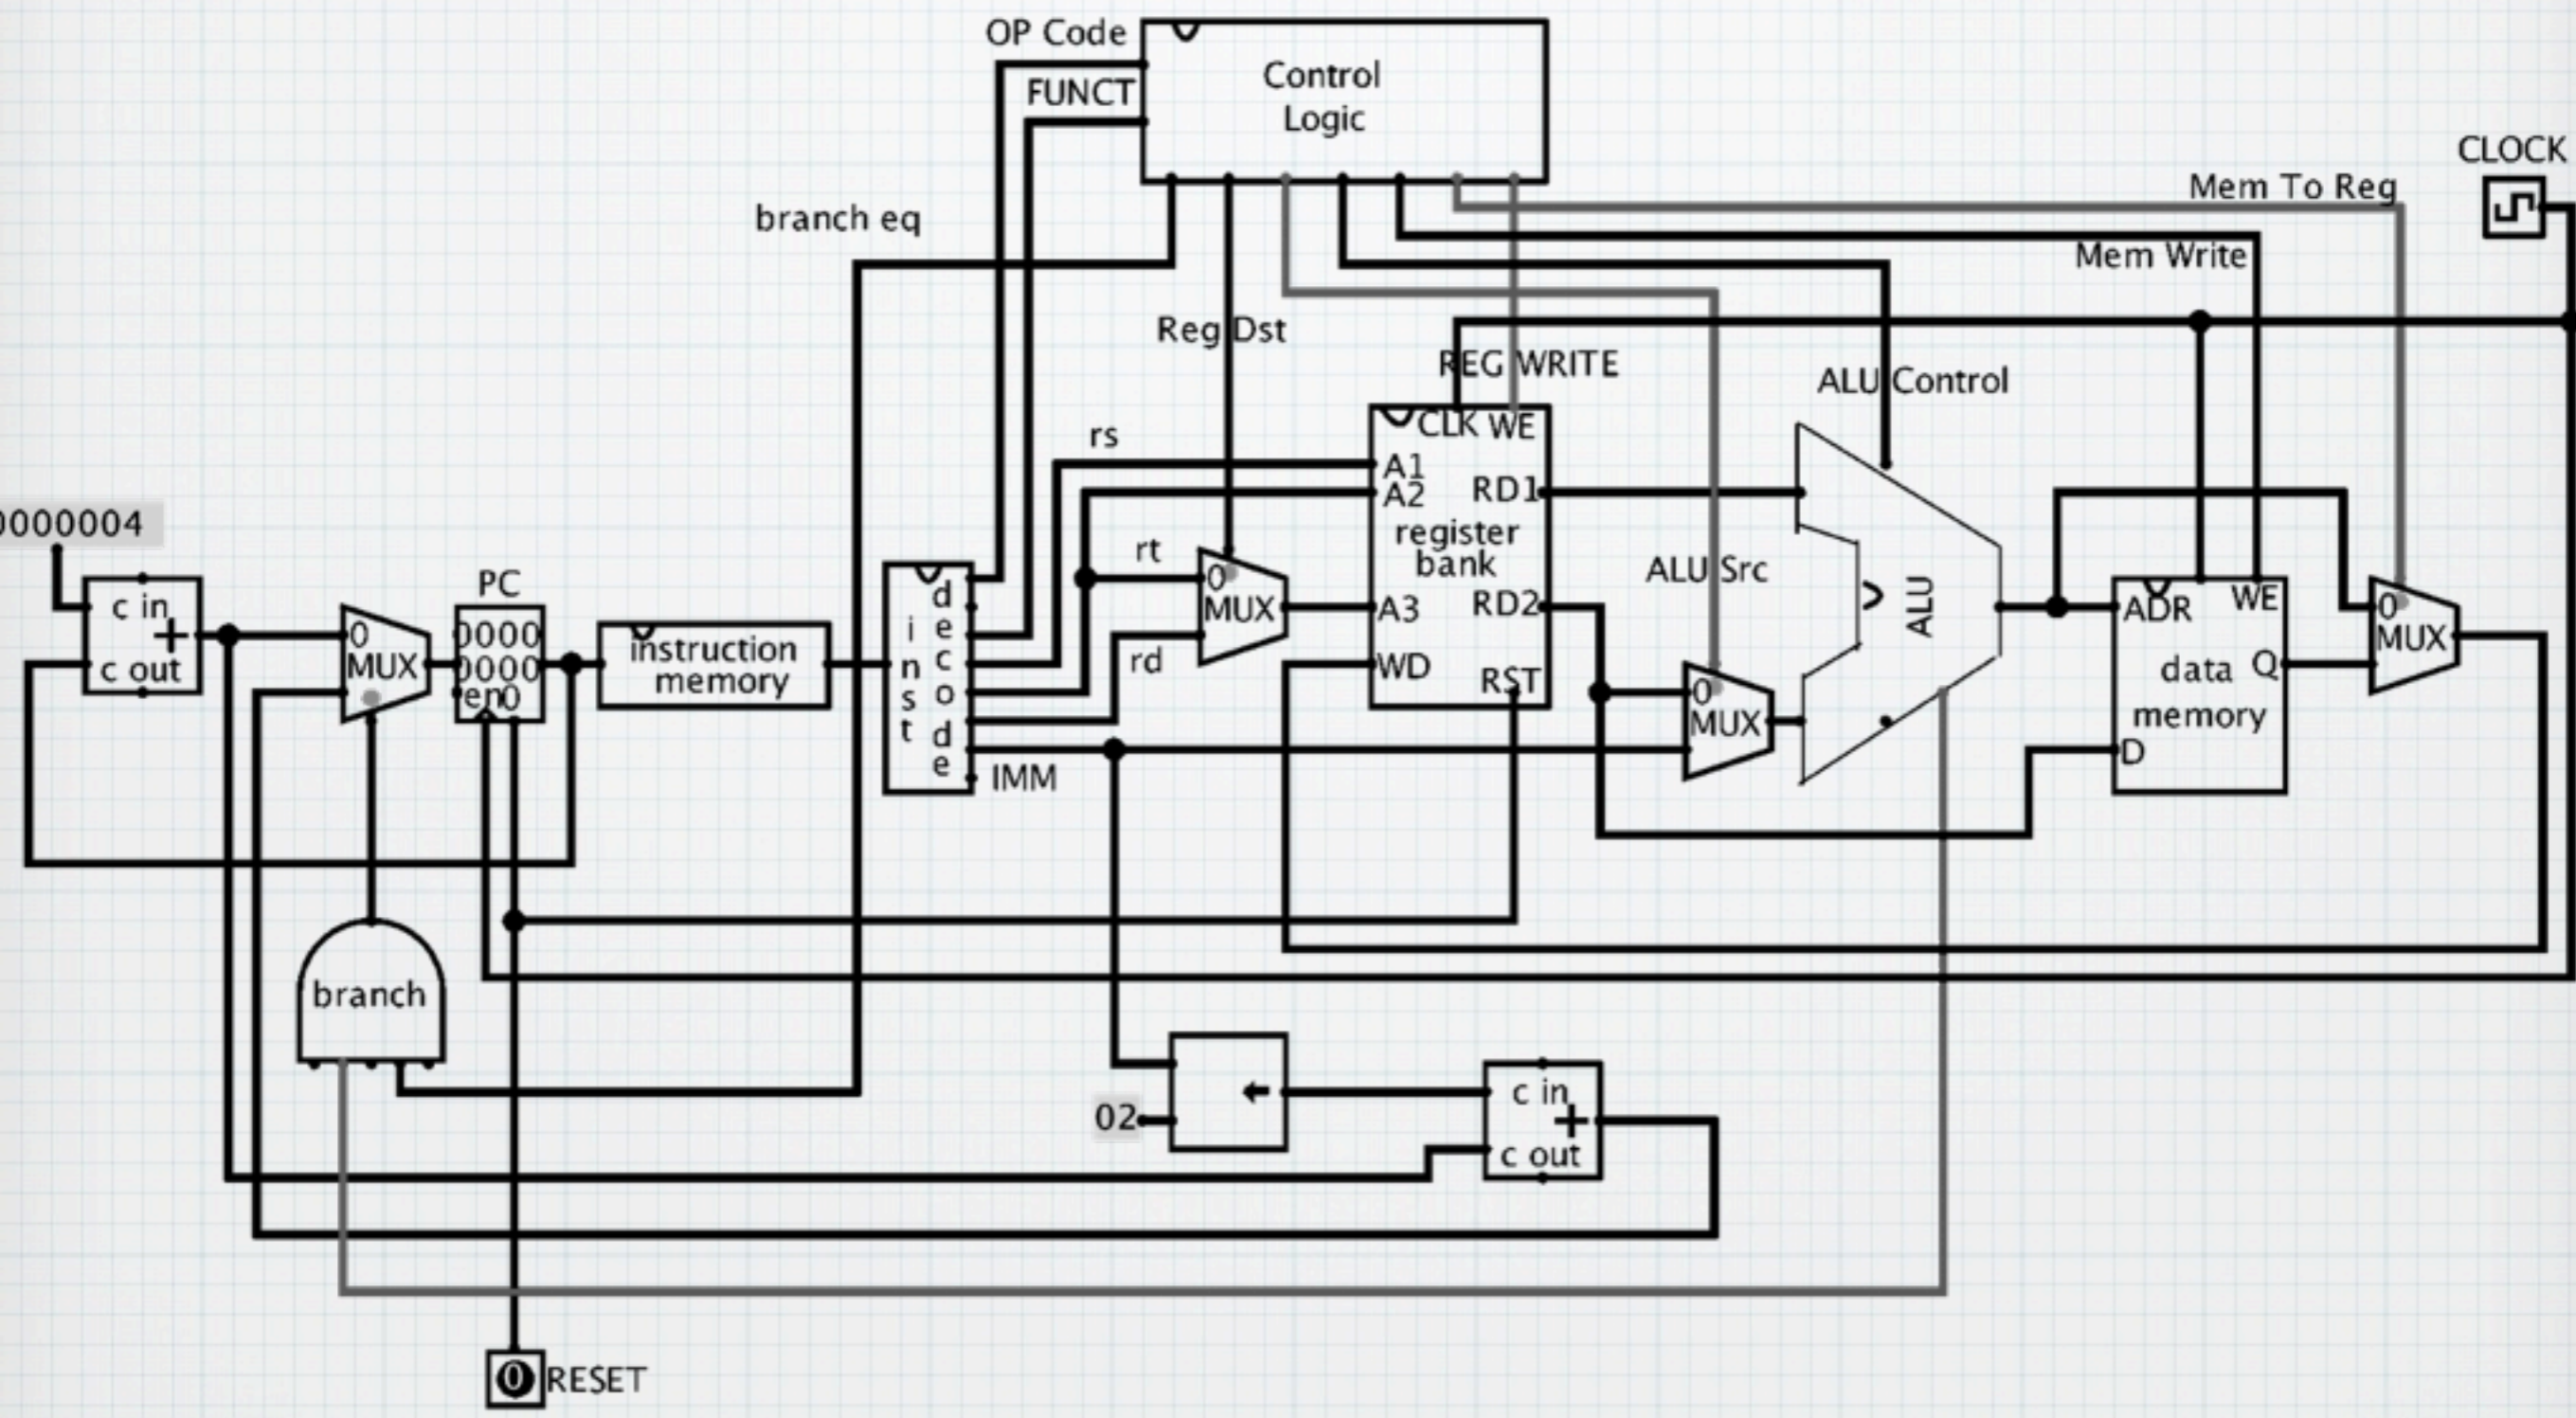 OP Code
Control
Logic
FUNCT
CLOCK
Mem To Reg
branch eq
Mem Write
Reg Dst
REG WRITE
ALU Control
CLK WE
rs
A1
A2
RD1
register
bank
0000004
rt
ALU Src
PC
c in
+
c out
0
MUX
0000
0000
en0
instruction
memory
inst
decode
IMM
0
MUX
rd
A3
WD
RD2
RST
0
MUX
ALU
ADR
WE
data
memory
Q
D
0
MUX
branch
02
c in
+
c out
0
RESET